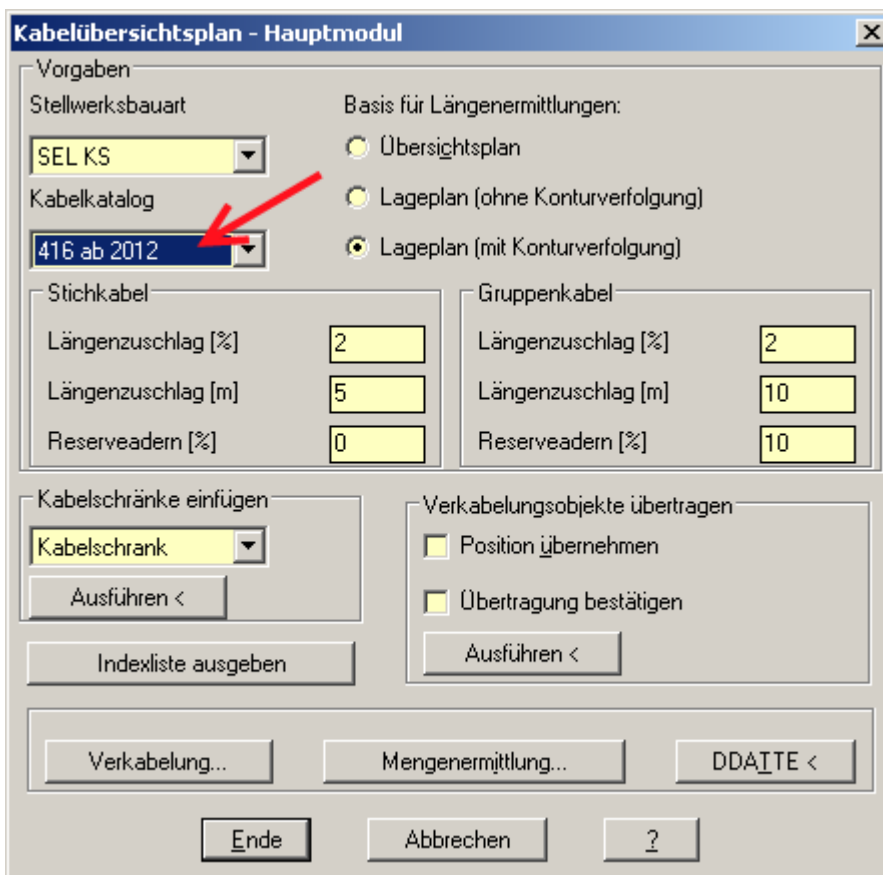 Kabelübersichtsplan - Hauptmodul
Vorgaben
Stellwerksbauart
SEL KS
Kabelkatalog
416 ab 2012
Basis für Längenermittlungen:
Übersichtsplan
Lageplan (ohne Konturverfolgung)
Lageplan (mit Konturverfolgung)
Stichkabel
Längenzuschlag [%] 2
Längenzuschlag [m] 5
Reserveadern [%] 0
Gruppenkabel
Längenzuschlag [%] 2
Längenzuschlag [m] 10
Reserveadern [%] 10
Kabelschränke einfügen
Kabelschrank
Ausführen <
Indexliste ausgeben
Verkabelungsobjekte übertragen
Position übernehmen
Übertragung bestätigen
Ausführen <
Verkabelung... Mengenermittlung... DDATTE <
Ende Abbrechen ?